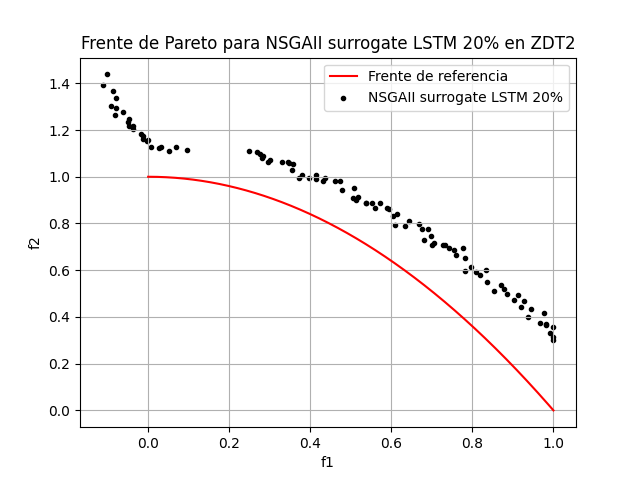 Frente de Pareto para NSGAII surrogate LSTM 20% en ZDT2
Frente de referencia
NSGAII surrogate LSTM 20%
f2
1.4
1.2
1.0
0.8
0.6
0.4
0.2
0.0
0.0 0.2 0.4 0.6 0.8 1.0
f1